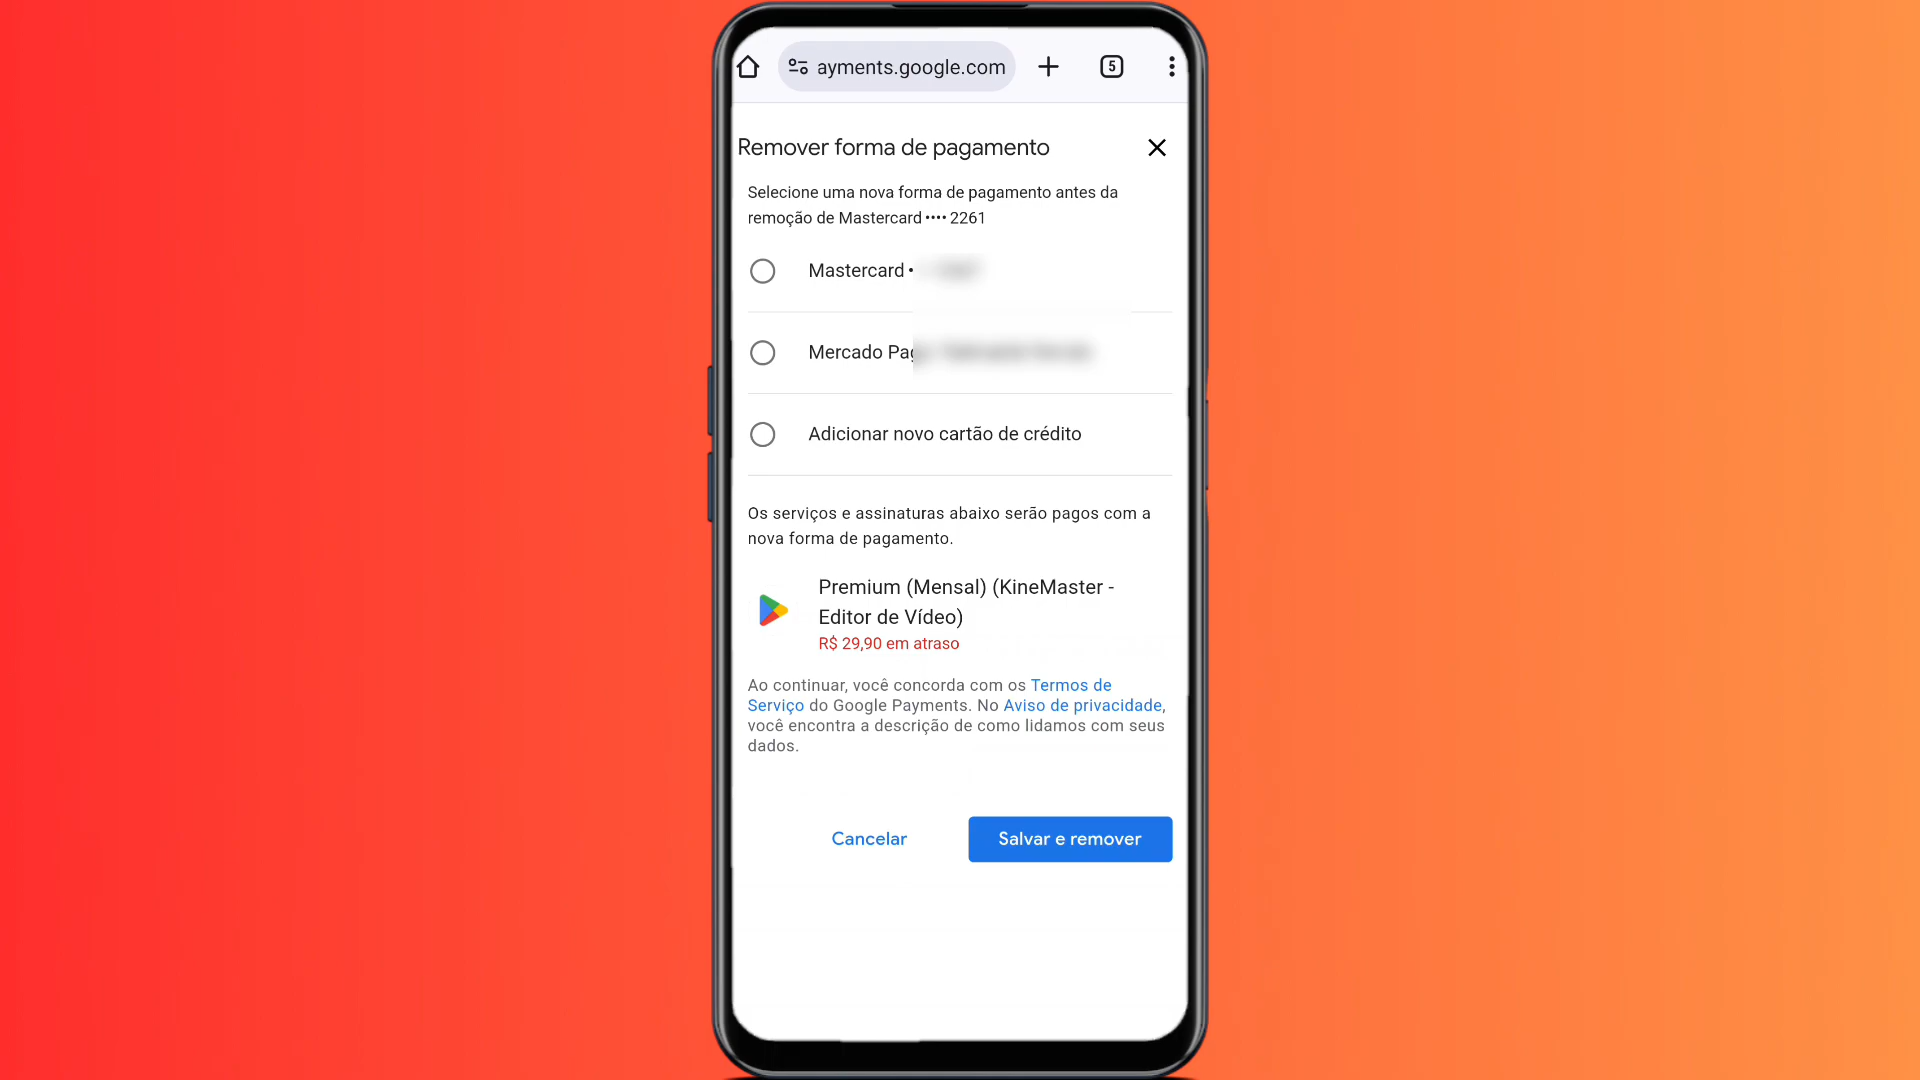 ayments.google.com
5
Remover forma de pagamento
Selecione uma nova forma de pagamento antes da
remoção de Mastercard •••• 2261
Mastercard •
Mercado
Adicionar novo cartão de crédito
Os serviços e assinaturas abaixo serão pagos com a
nova forma de pagamento.
Premium (Mensal) (KineMaster -
Editor de Vídeo)
R$ 29,90 em atraso
Ao continuar, você concorda com os Termos de
Serviço do Google Payments. No Aviso de privacidade,
você encontra a descrição de como lidamos com seus
dados.
Cancelar
Salvar e remover